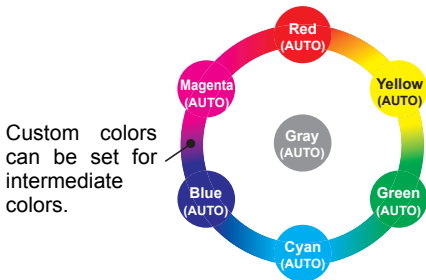 Red
(AUTO)
Magenta
(AUTO)
Yellow
(AUTO)
Custom colors
can be set for
intermediate
colors.
Gray
(AUTO)
Blue
(AUTO)
Green
(AUTO)
Cyan
(AUTO)